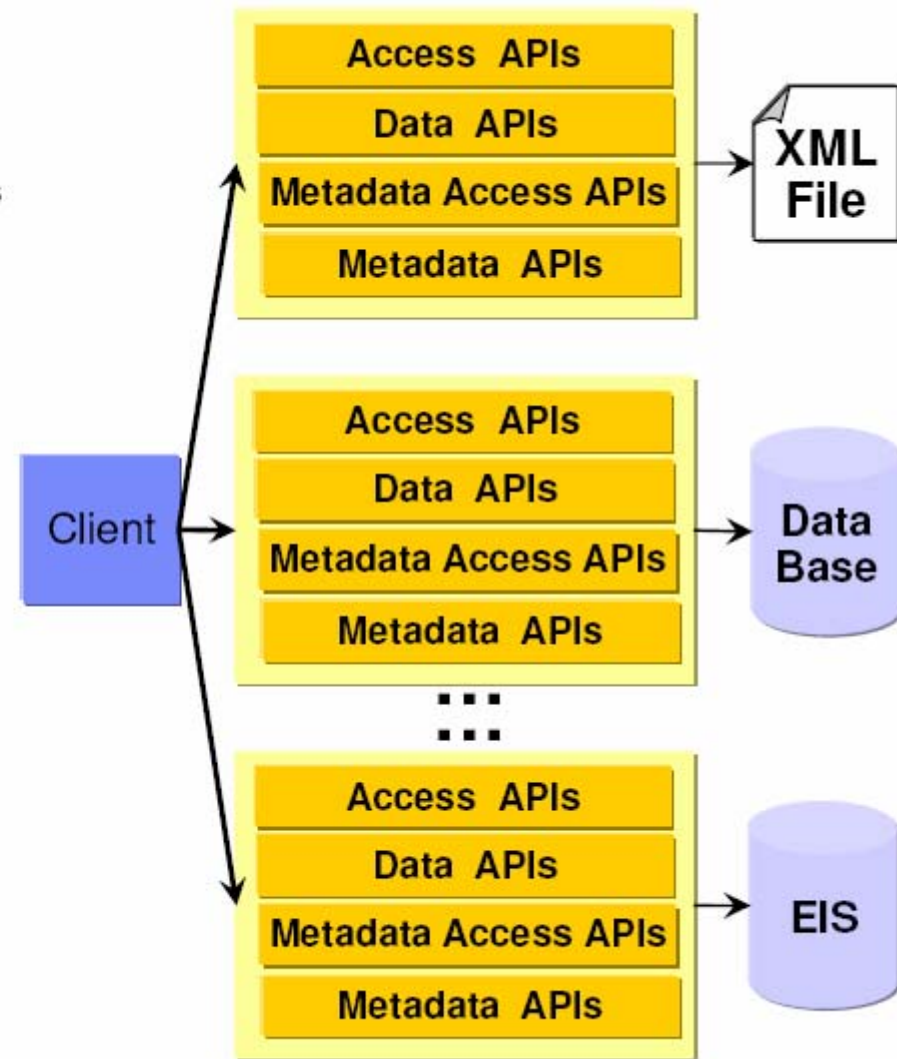 Access APIs
Data APIs
Metadata Access APIs
Metadata APIs
XML
File
Client
Access APIs
Data APIs
Metadata Access APIs
Metadata APIs
Data
Base
Access APIs
Data APIs
Metadata Access APIs
Metadata APIs
EIS